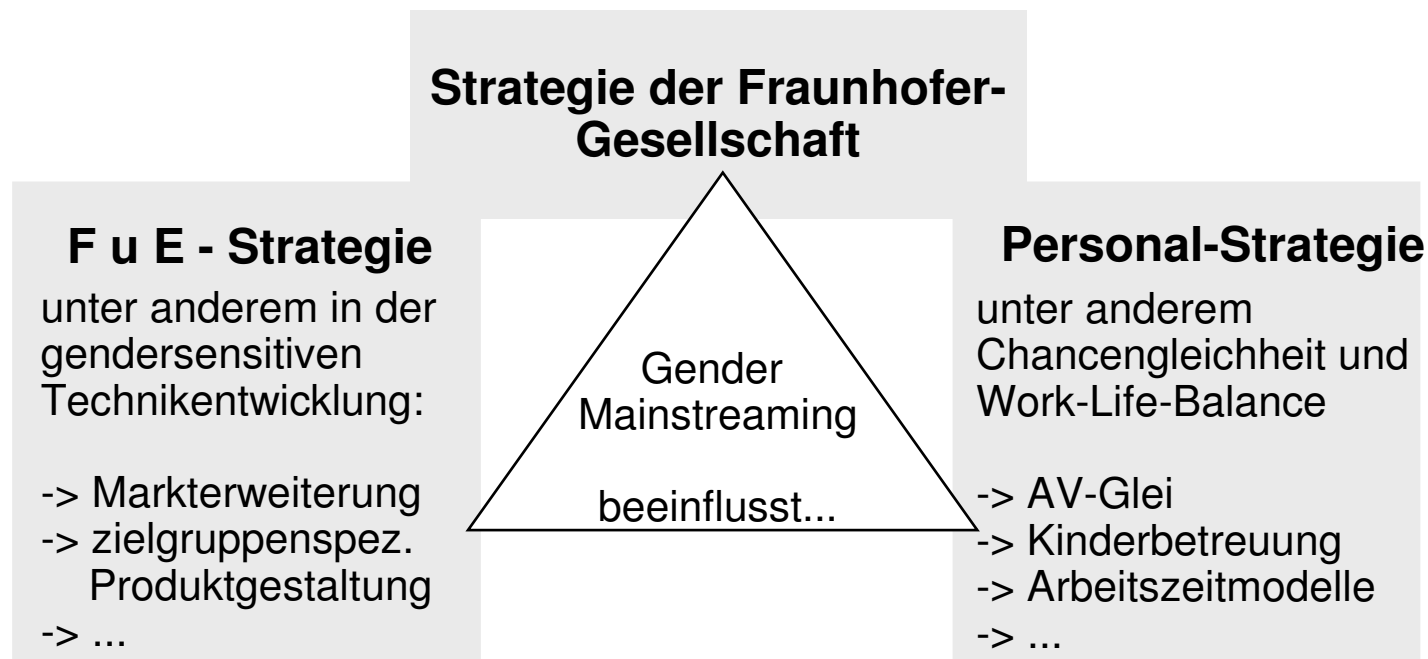 Strategie der Fraunhofer-
Gesellschaft
F u E - Strategie
unter anderem in der
gendersensitiven
Technikentwicklung:
-> Markterweiterung
-> zielgruppenspez.
Produktgestaltung
-> ...
Gender
Mainstreaming
beeinflusst...
Personal-Strategie
unter anderem
Chancengleichheit und
Work-Life-Balance
-> AV-Glei
-> Kinderbetreuung
-> Arbeitszeitmodelle
-> ...